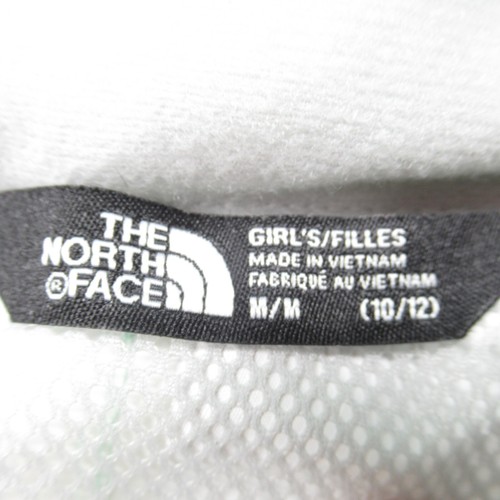 THE
NORTH
®FACE
GIRL'S/FILLES
MADE IN VIETNAM
FABRIQUÉ AU VIETNAM
M/M (10/12)